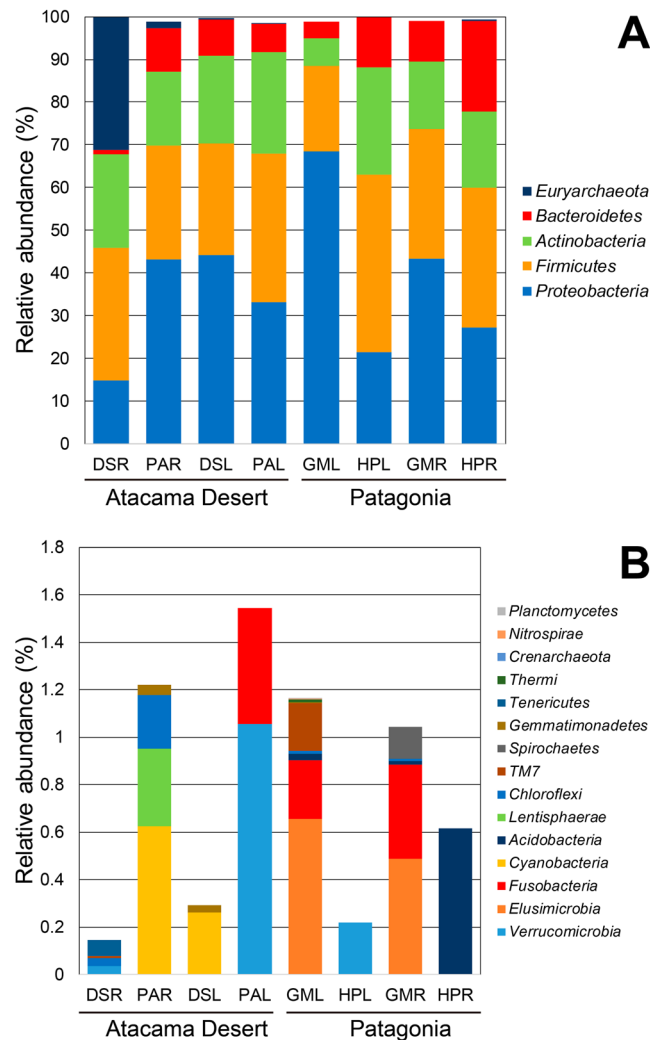 A
Relative abundance (%)
100
90
80
70
60
50
40
30
20
10
0
Euryarchaeota
Bacteroidetes
Actinobacteria
Firmicutes
Proteobacteria
DSR PAR DSL PAL GML HPL GMR HPR
Atacama Desert Patagonia
B
Relative abundance (%)
1.8
1.6
1.4
1.2
1
0.8
0.6
0.4
0.2
0
Planctomycetes
Nitrospirae
Crenarchaeota
Thermi
Tenericutes
Gemmatimonadetes
Spirochaetes
TM7
Chloroflexi
Lentisphaerae
Acidobacteria
Cyanobacteria
Fusobacteria
Elusimicrobia
Verrucomicrobia
DSR PAR DSL PAL GML HPL GMR HPR
Atacama Desert Patagonia